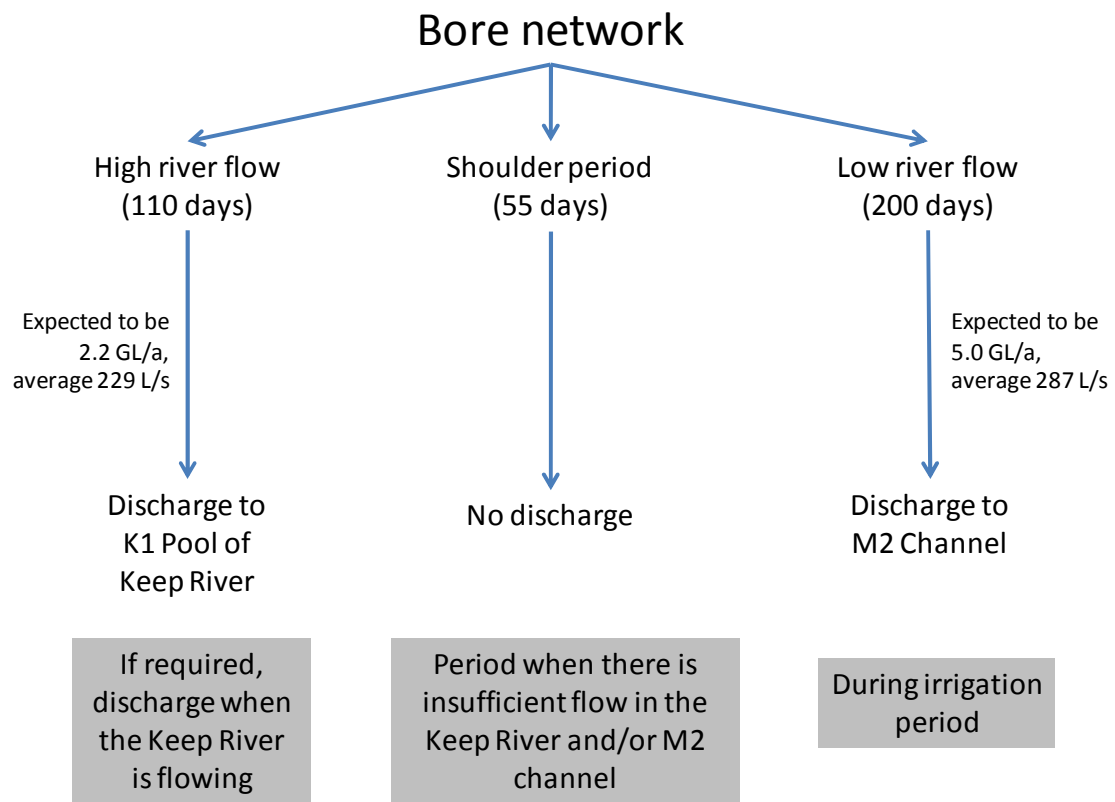 Bore network
High river flow
(110 days)
Shoulder period
(55 days)
Low river flow
(200 days)
Expected to be
2.2 GL/a,
average 229 L/s
Expected to be
5.0 GL/a,
average 287 L/s
Discharge to
K1 Pool of
Keep River
No discharge
Discharge to
M2 Channel
If required,
discharge when
the Keep River
is flowing
Period when there is
insufficient flow in the
Keep River and/or M2
channel
During irrigation
period